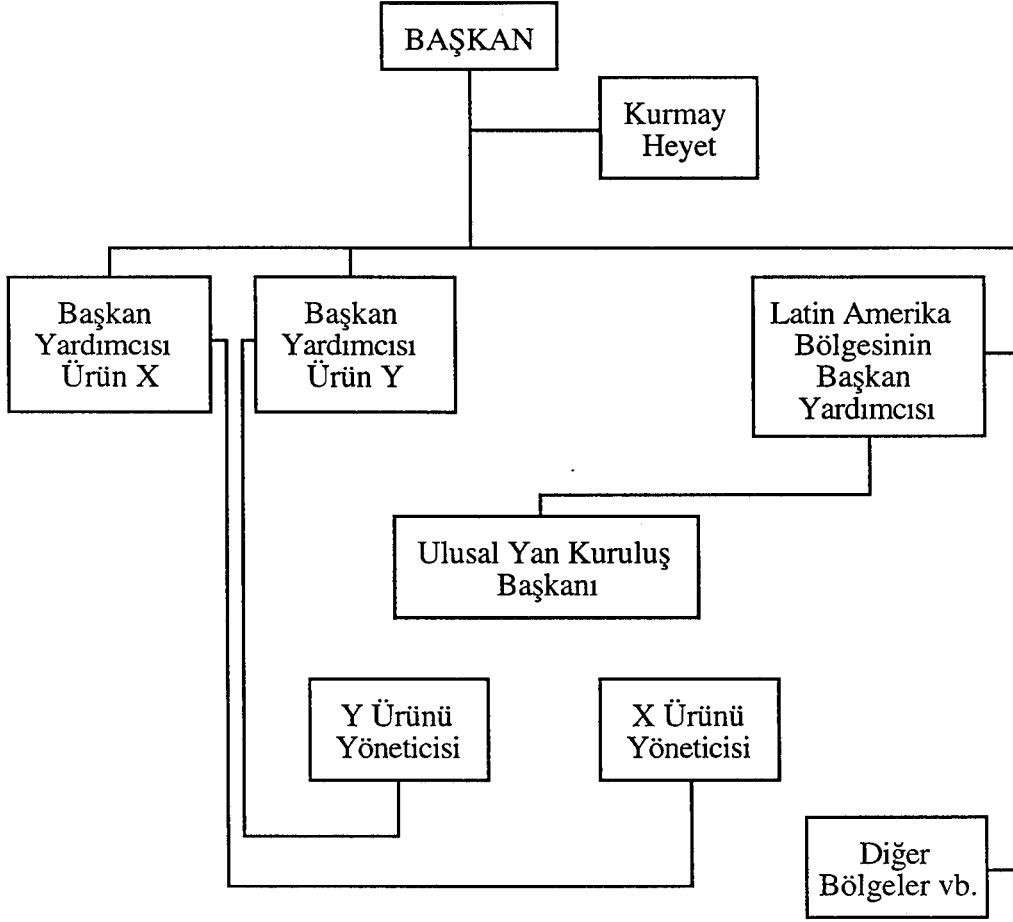 BAŞKAN
Kurmay
Heyet
Başkan
Yardımcısı
Ürün X
Başkan
Yardımcısı
Ürün Y
Latin Amerika
Bölgesinin
Başkan
Yardımcısı
Ulusal Yan Kuruluş
Başkanı
Y Ürünü
Yöneticisi
X Ürünü
Yöneticisi
Diğer
Bölgeler vb.